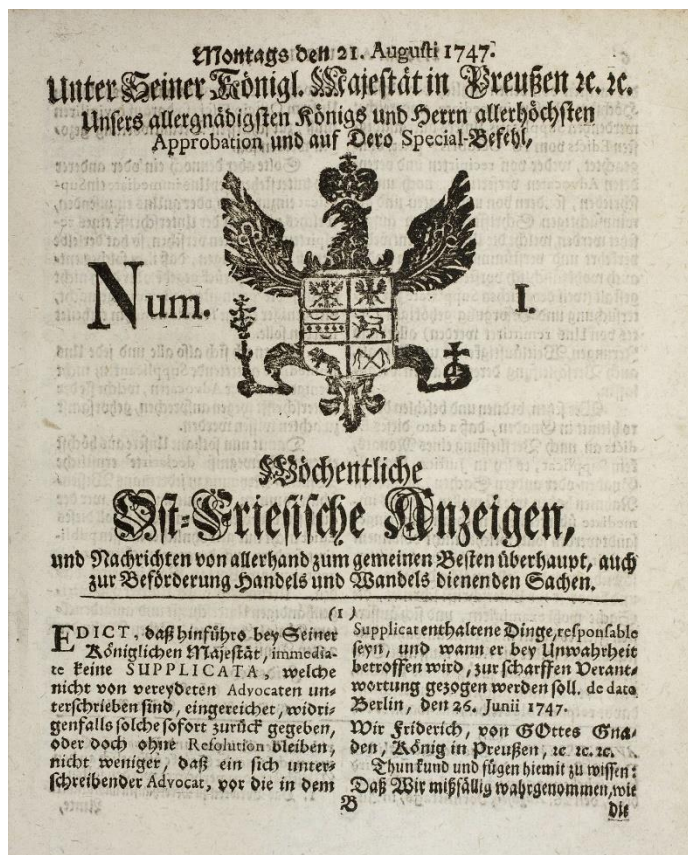 Montags den 21. Augusti 1747.
Unter Seiner Königl. Majestät in Preußen ꝛc. ꝛc.
Unsers allergnädigsten Königs und Herrn allerhöchsten
Approbation und auf Dero Special-Befehl,
Num. I.
Wöchentliche
Ost-Friesische Anzeigen,
und Nachrichten von allerhand zum gemeinen Besten überhaupt, auch
zur Beförderung Handels und Wandels dienenden Sachen.
(1)
EDICT, daß hinführo bey Seiner
Königlichen Majestät, immedia-
te keine SUPPLICATA, welche
nicht von vereydeten Advocaten un-
terschrieben sind, eingereichet, widri-
genfalls solche sofort zurück gegeben,
oder doch ohne Resolution bleiben,
nicht weniger, daß ein sich unter-
schreibender Advocat, vor die in dem
Supplicat enthaltene Dinge, responsable
seyn, und wann er bey Unwahrheit
betroffen wird, zur scharffen Verant-
wortung gezogen werden soll. de dato
Berlin, den 26. Junii 1747.
Wir Friderich, von GOttes Gna-
den, König in Preußen, ꝛc. ꝛc. ꝛc.
Thun kund und fügen hiemit zu wissen:
Daß Wir mißfällig wahrgenommen, wie
B
die